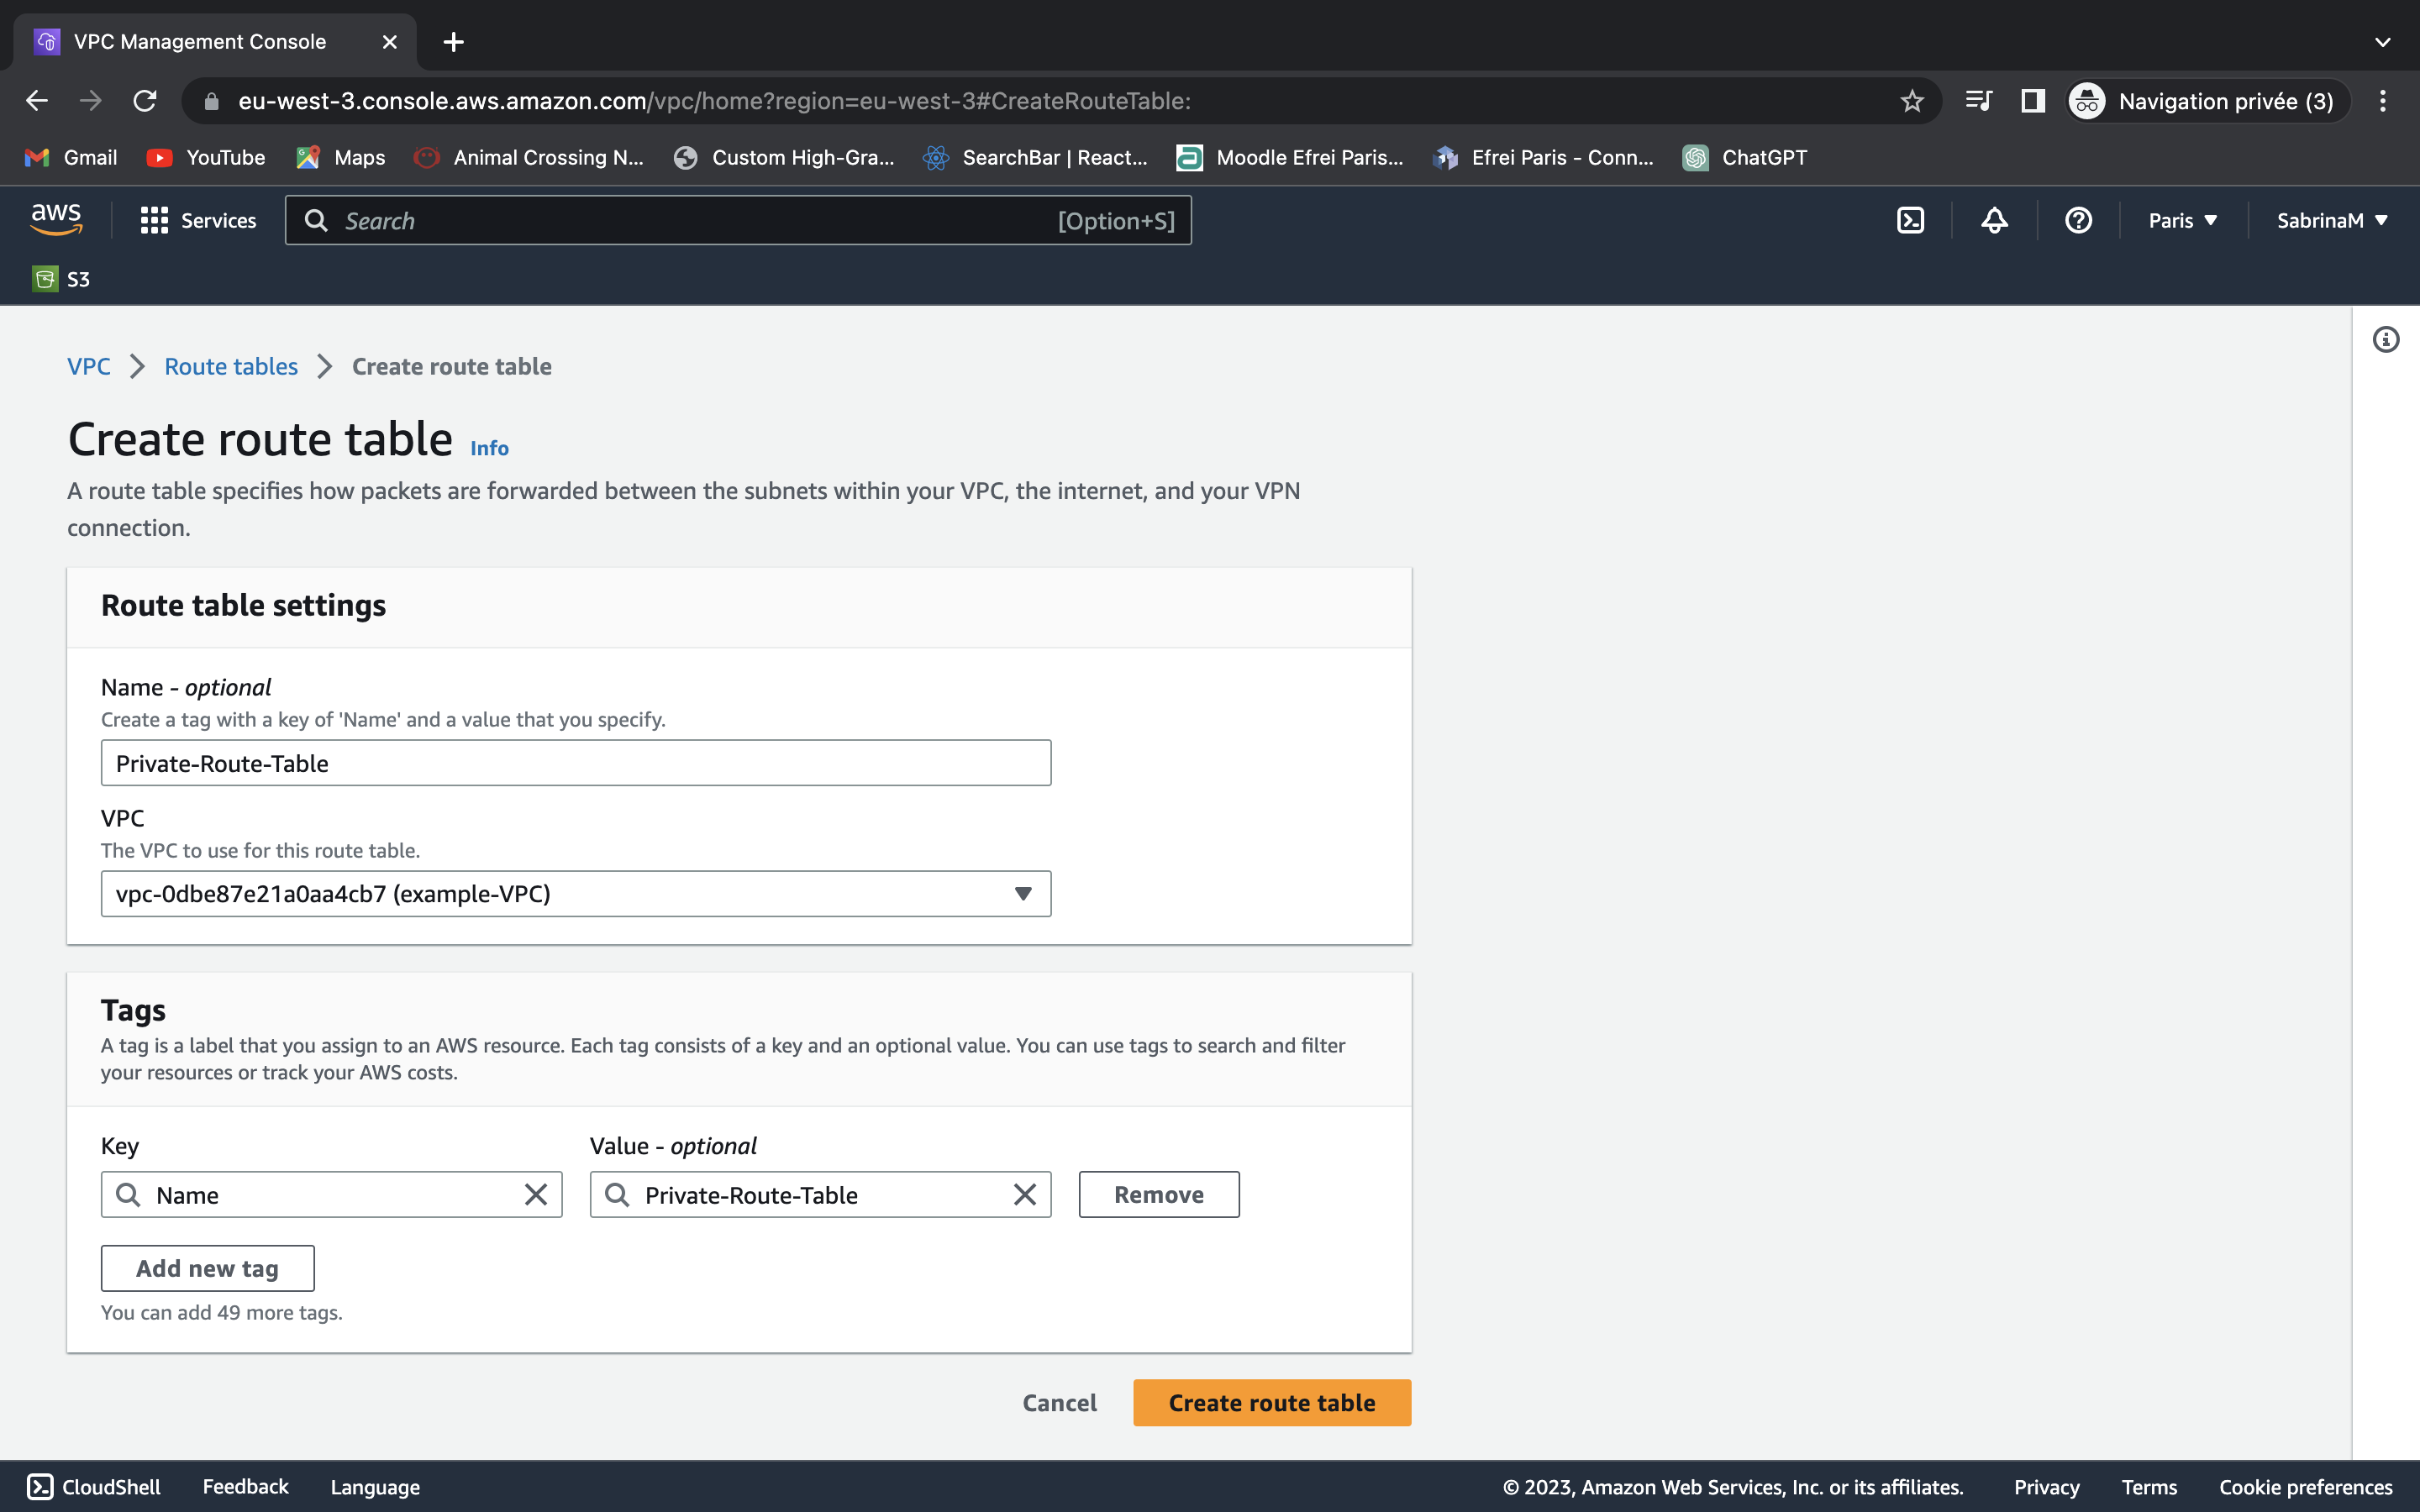 VPC Management Console
eu-west-3.console.aws.amazon.com/vpc/home?region=eu-west-3#CreateRouteTable:
Navigation privée (3)
Gmail
YouTube
Maps
Animal Crossing N...
Custom High-Gra...
SearchBar | React...
Moodle Efrei Paris...
Efrei Paris - Conn...
ChatGPT
aws
Services
Search
[Option+S]
Paris
SabrinaM
S3
VPC
Route tables
Create route table
Create route table Info
A route table specifies how packets are forwarded between the subnets within your VPC, the internet, and your VPN
connection.
Route table settings
Name - optional
Create a tag with a key of 'Name' and a value that you specify.
Private-Route-Table
VPC
The VPC to use for this route table.
vpc-0dbe87e21a0aa4cb7 (example-VPC)
Tags
A tag is a label that you assign to an AWS resource. Each tag consists of a key and an optional value. You can use tags to search and filter
your resources or track your AWS costs.
Key
Value - optional
Name
Private-Route-Table
Remove
Add new tag
You can add 49 more tags.
Cancel
Create route table
CloudShell
Feedback
Language
© 2023, Amazon Web Services, Inc. or its affiliates.
Privacy
Terms
Cookie preferences